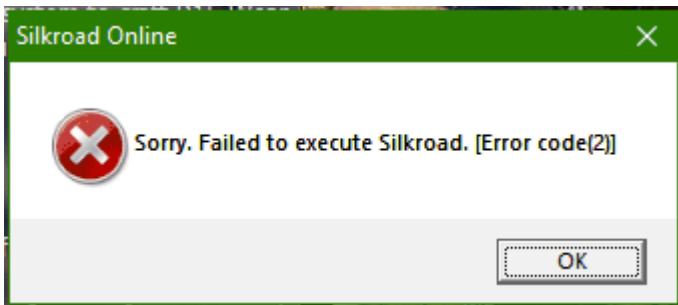 Silkroad Online
Sorry. Failed to execute Silkroad. [Error code(2)]
OK